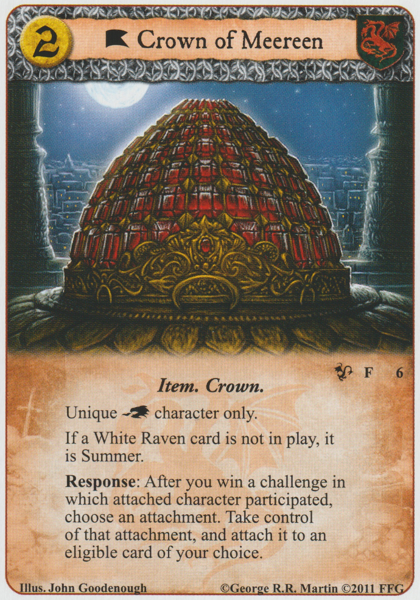 2
Crown of Meereen
F 6
Item. Crown.
Unique character only.
If a White Raven card is not in play, it
is Summer.
Response: After you win a challenge in
which attached character participated,
choose an attachment. Take control
of that attachment, and attach it to an
eligible card of your choice.
Illus. John Goodenough ©George R.R. Martin ©2011 FFG